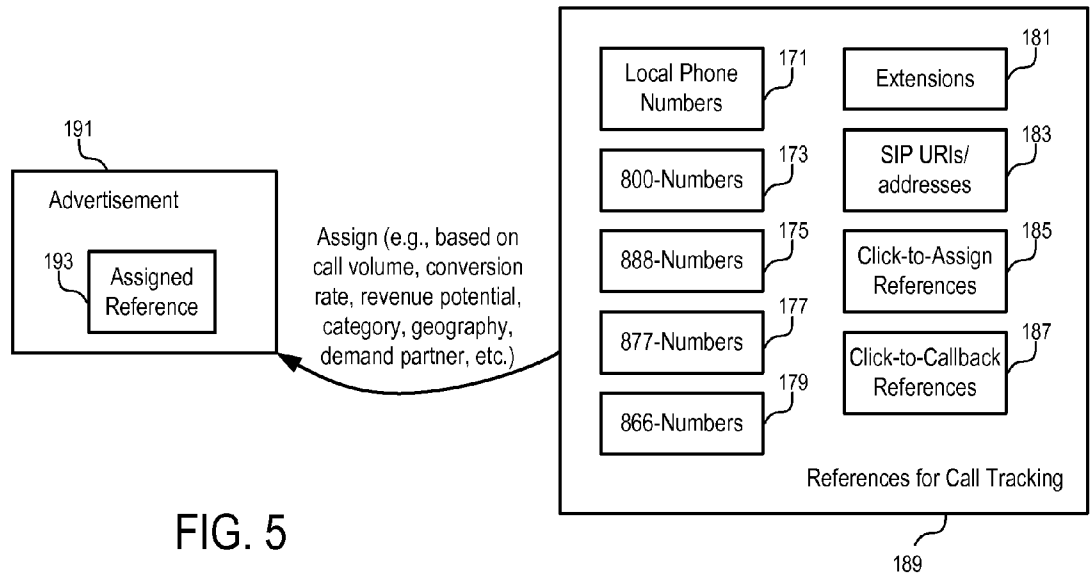 191
Advertisement
193
Assigned
Reference
Assign (e.g., based on
call volume, conversion
rate, revenue potential,
category, geography,
demand partner, etc.)
Local Phone
Numbers
171
800-Numbers
173
888-Numbers
175
877-Numbers
177
866-Numbers
179
Extensions
181
SIP URIs/
addresses
183
Click-to-Assign
References
185
Click-to-Callback
References
187
References for Call Tracking
189
FIG. 5